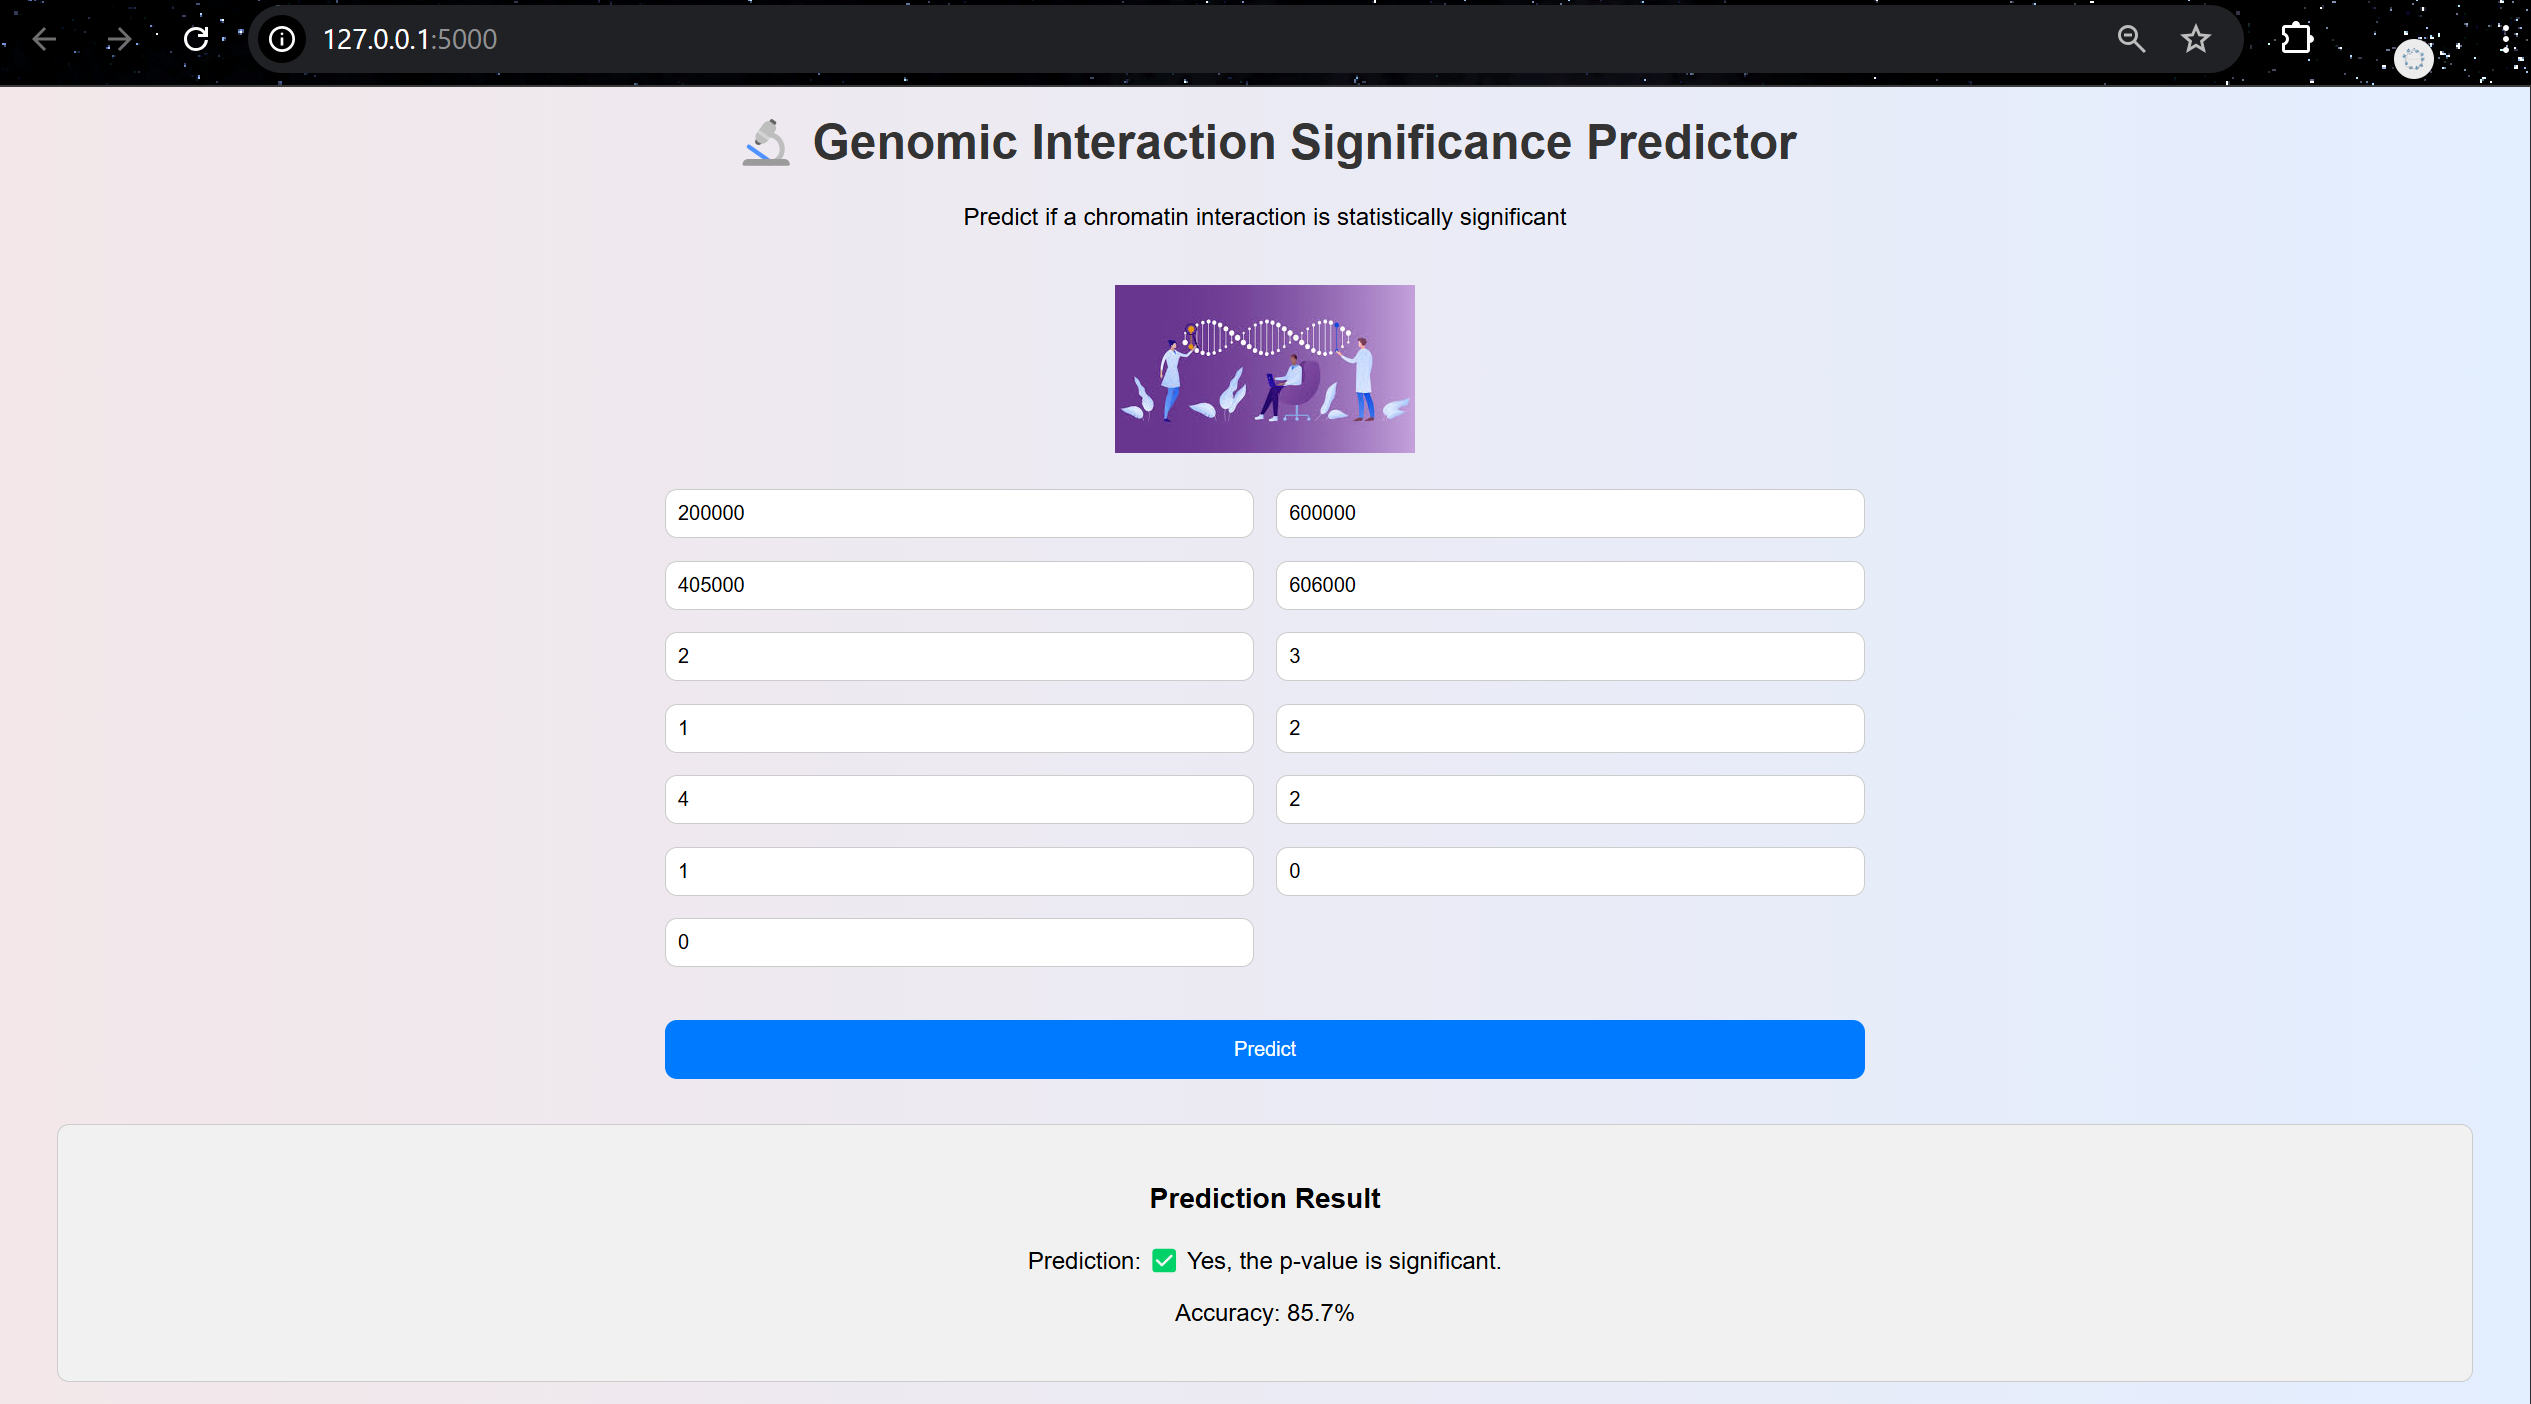 127.0.0.1:5000
Genomic Interaction Significance Predictor
Predict if a chromatin interaction is statistically significant
200000 600000
405000 606000
2 3
1 2
4 2
1 0
0
Predict
Prediction Result
Prediction: ✅ Yes, the p-value is significant.
Accuracy: 85.7%